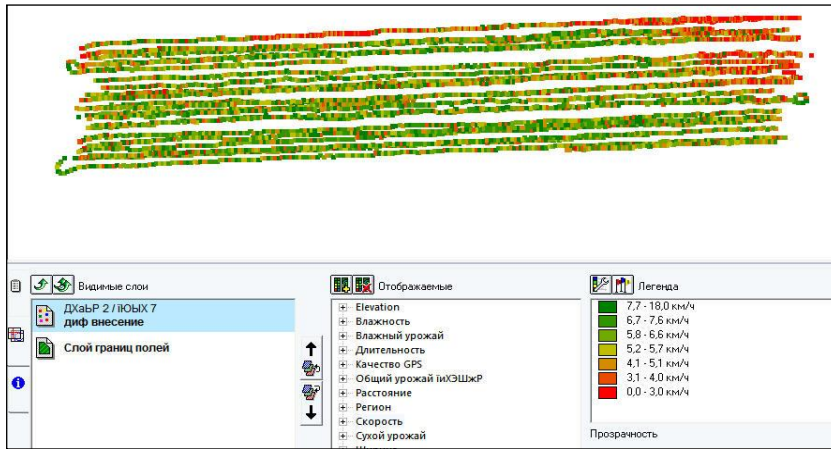 Видимые слои
ДХаЬР 2 / їЮЫХ 7
диф внесение
Слой границ полей
Отображаемые
Elevation
Влажность
Влажный урожай
Длительность
Качество GPS
Общий урожай їиХЭШжР
Расстояние
Регион
Скорость
Сухой урожай
Легенда
7,7 - 18,0 км/ч
6,7 - 7,6 км/ч
5,8 - 6,6 км/ч
5,2 - 5,7 км/ч
4,1 - 5,1 км/ч
3,1 - 4,0 км/ч
0,0 - 3,0 км/ч
Прозрачность